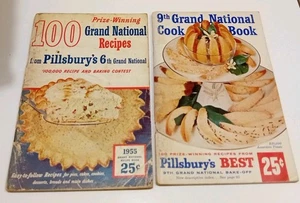 100
Prize-Winning
Grand National
Recipes
from Pillsbury's 6th Grand National
$100,000 RECIPE AND BAKING CONTEST
Easy-to-follow Recipes for pies, cakes, cookies,
desserts, breads and main dishes
1955
25¢
9th Grand National
Cook Book
PRIZE-WINNING RECIPES FROM
Pillsbury's BEST
9TH GRAND NATIONAL BAKE-OFF
25¢